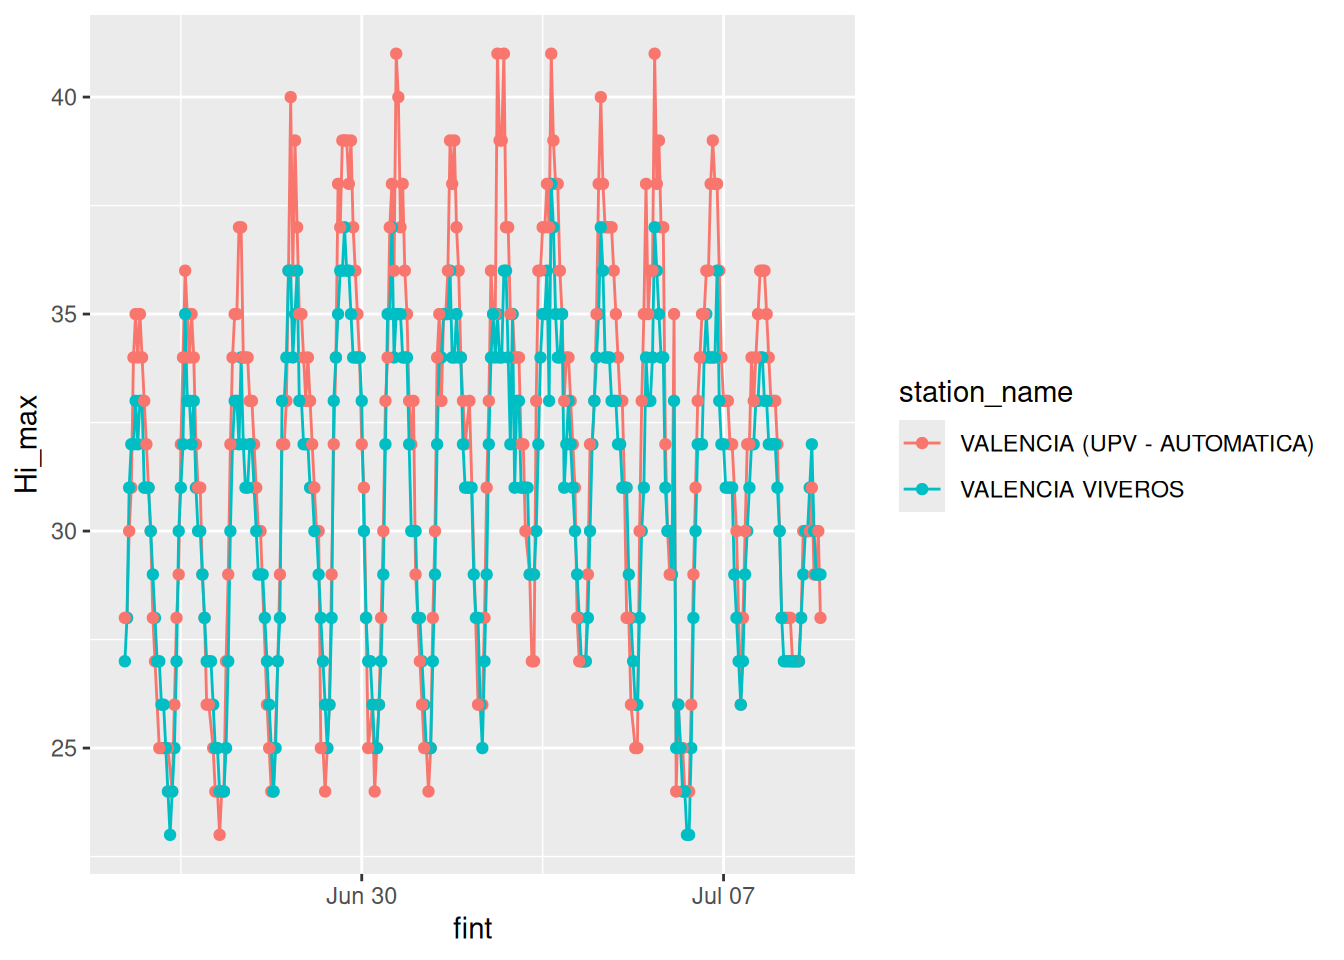 40
35
30
25
Hi_max
Jun 30
Jul 07
fint
station_name
VALENCIA (UPV - AUTOMATICA)
VALENCIA VIVEROS